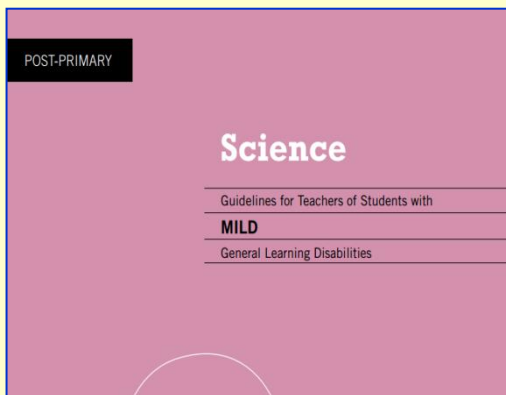 POST-PRIMARY
Science
Guidelines for Teachers of Students with
MILD
General Learning Disabilities